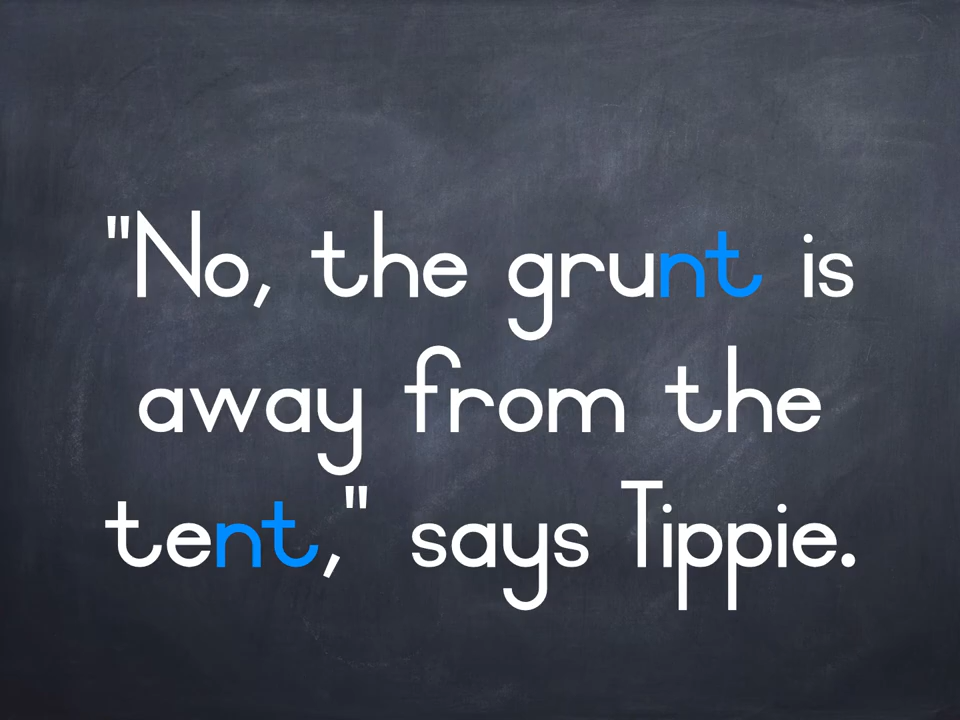 "No, the grunt is
away from the
tent," says Tippie.